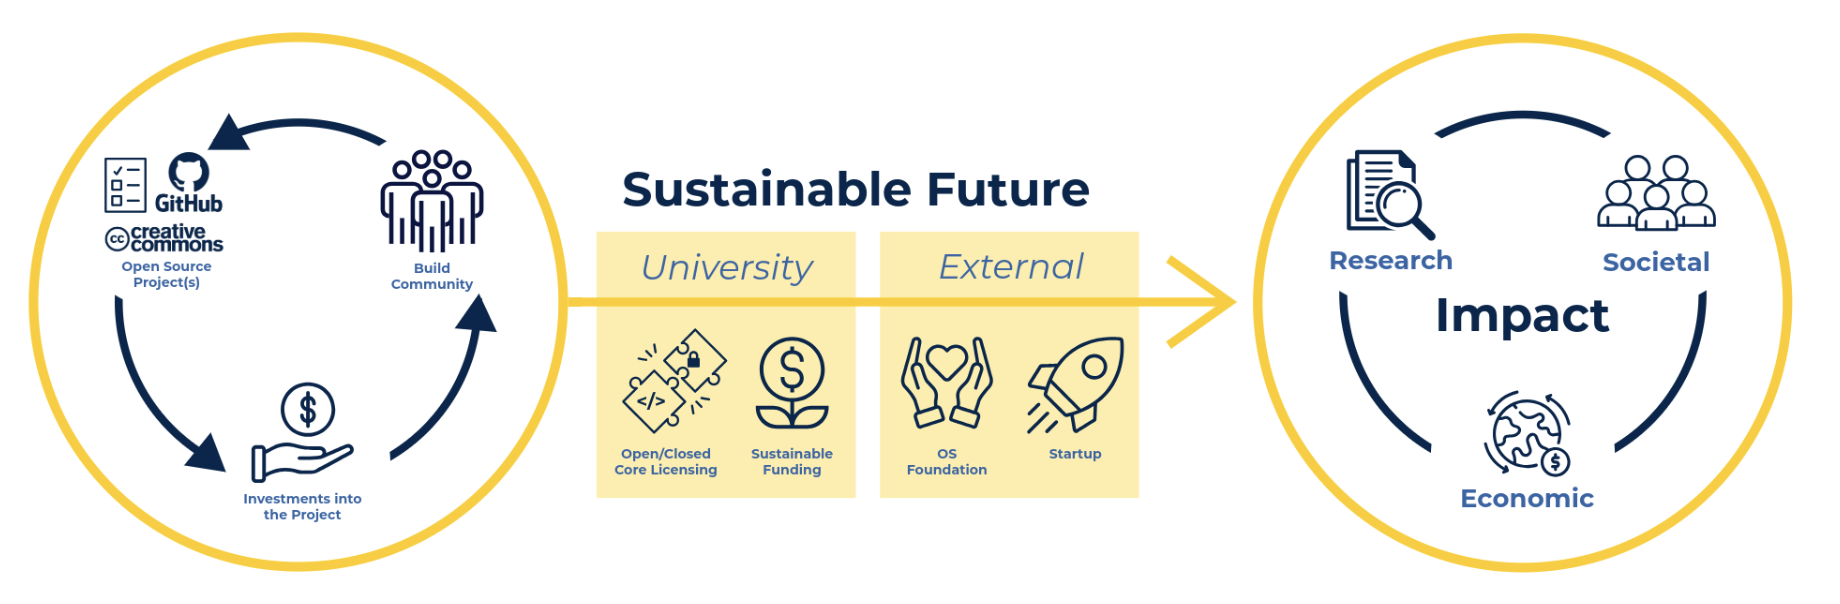 GitHub
cc creative
commons
Open Source
Project(s)
Build
Community
$
Investments into
the Project
Sustainable Future
University
External
</>
$
Open/Closed
Core Licensing
Sustainable
Funding
OS
Foundation
Startup
Research
Societal
Impact
$
Economic